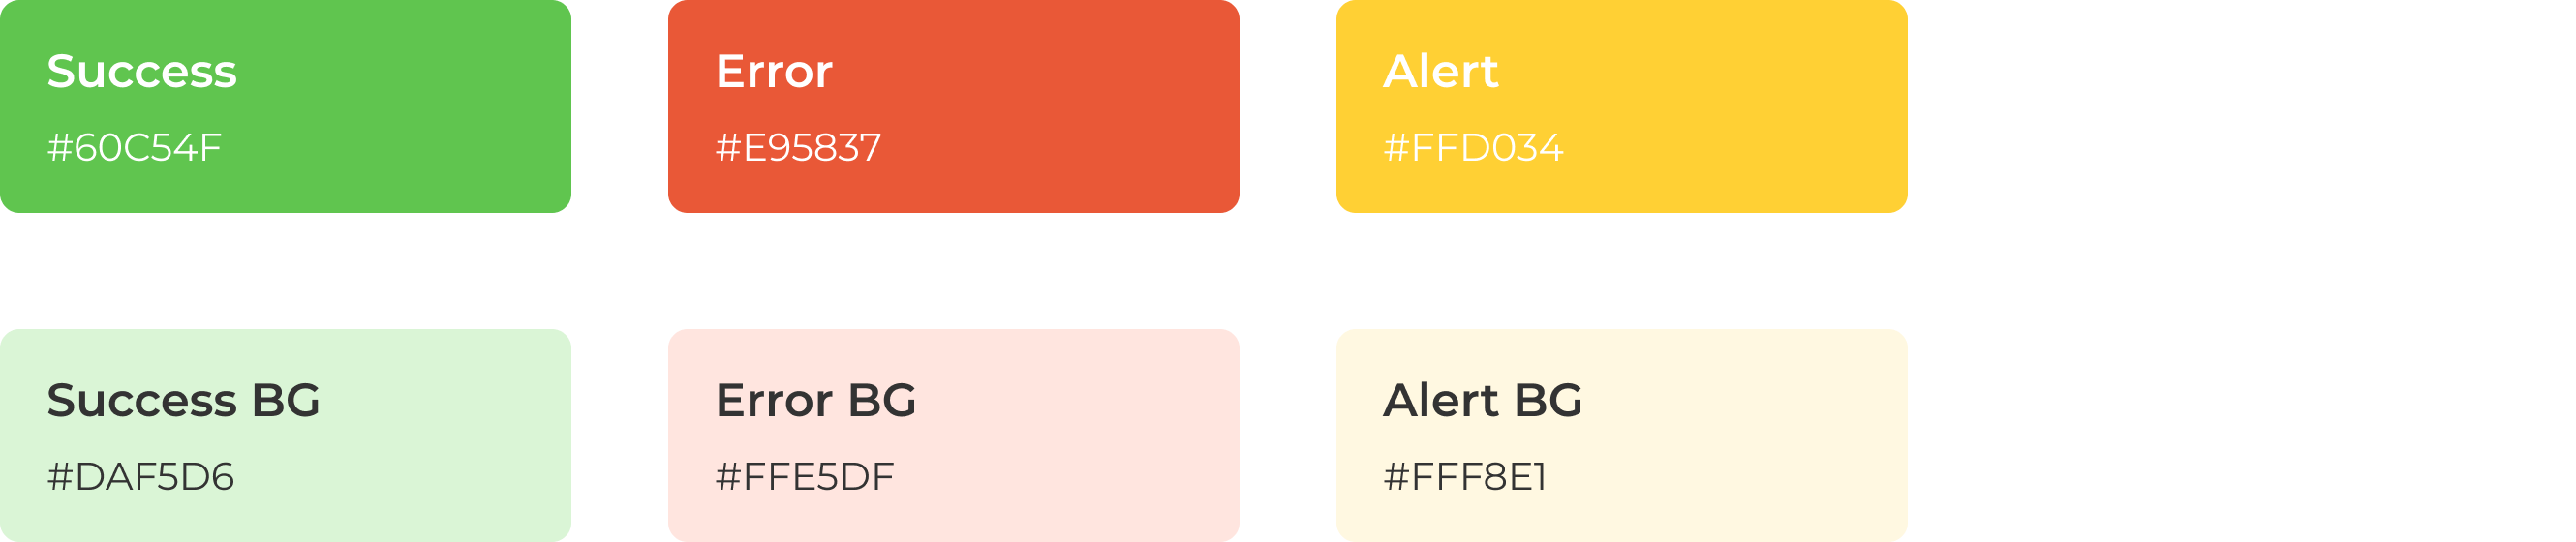 Success
#60C54F
Error
#E95837
Alert
#FFD034
Success BG
#DAF5D6
Error BG
#FFE5DF
Alert BG
#FFF8E1